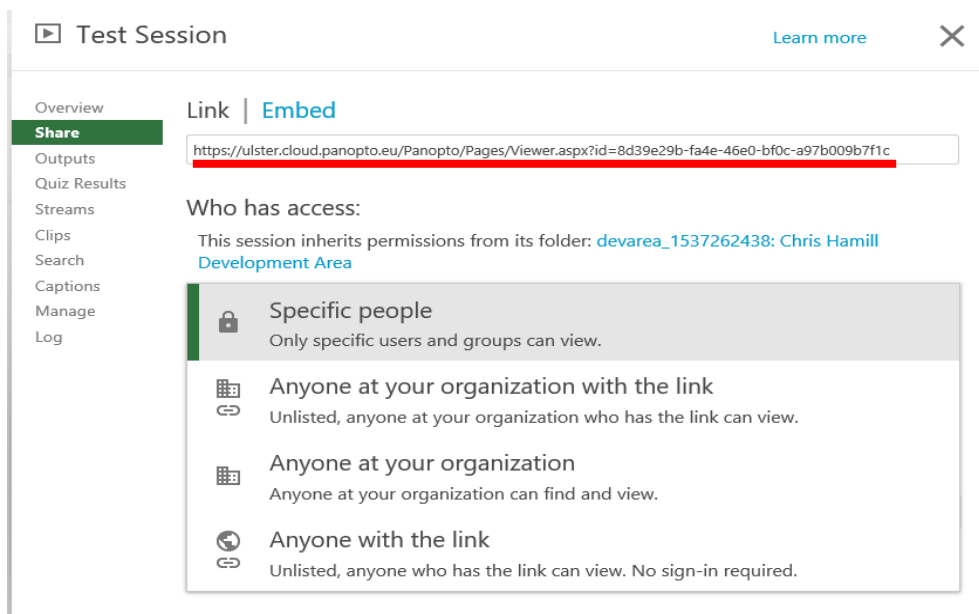 Test Session
Learn more
Overview
Share
Outputs
Quiz Results
Streams
Clips
Search
Captions
Manage
Log
Link | Embed
https://ulster.cloud.panopto.eu/Panopto/Pages/Viewer.aspx?id=8d39e29b-fa4e-46e0-bf0c-a97b009b7f1c
Who has access:
This session inherits permissions from its folder: devarea_1537262438: Chris Hamill
Development Area
Specific people
Only specific users and groups can view.
Anyone at your organization with the link
Unlisted, anyone at your organization who has the link can view.
Anyone at your organization
Anyone at your organization can find and view.
Anyone with the link
Unlisted, anyone who has the link can view. No sign-in required.